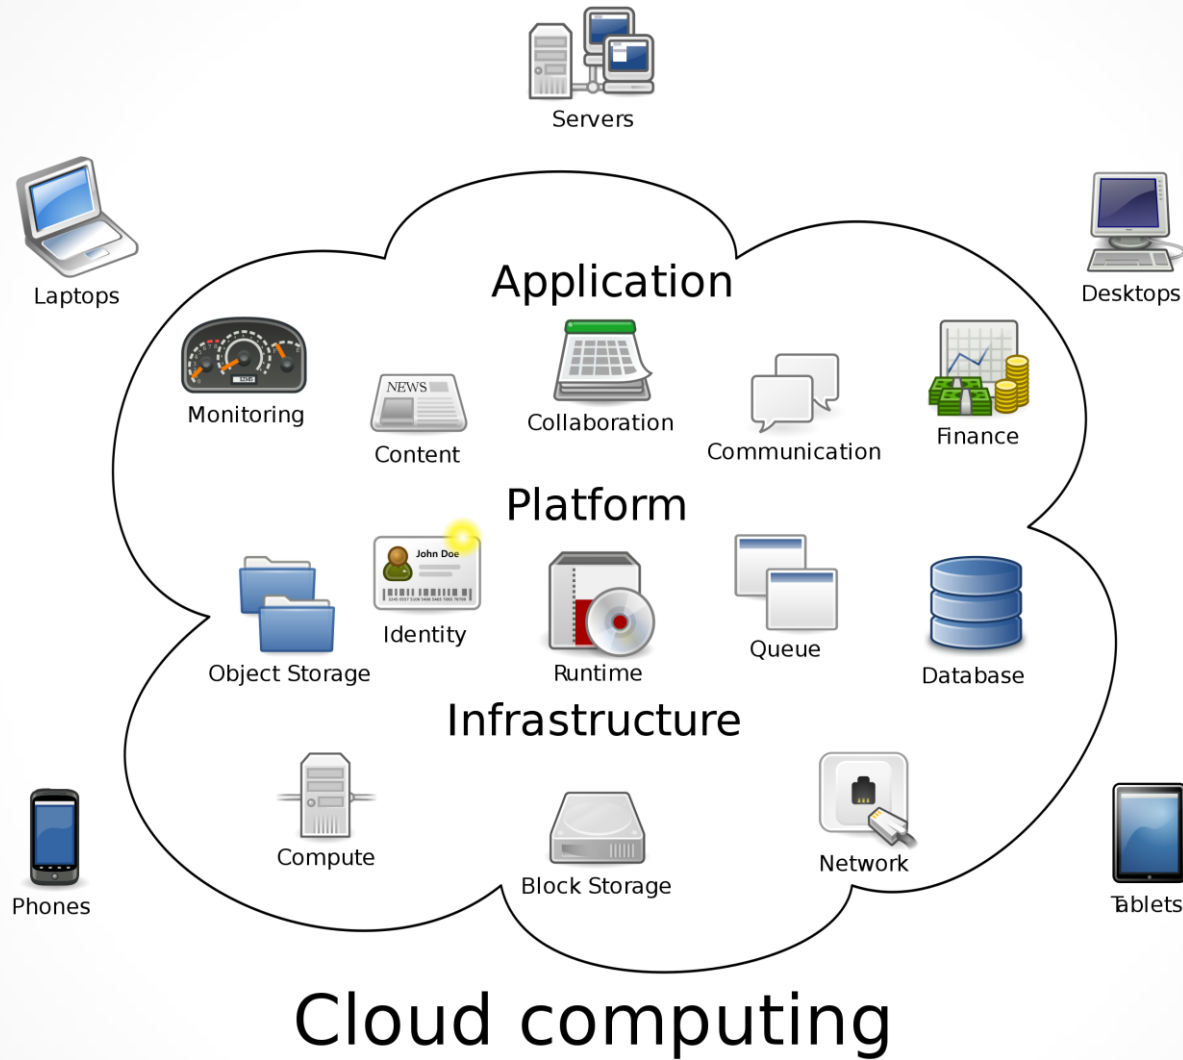 Servers
Laptops
Desktops
Application
Monitoring
NEWS
Content
Collaboration
Communication
Finance
Platform
Object Storage
John Doe
Identity
Runtime
Queue
Database
Infrastructure
Compute
Block Storage
Network
Phones
Tablets
Cloud computing